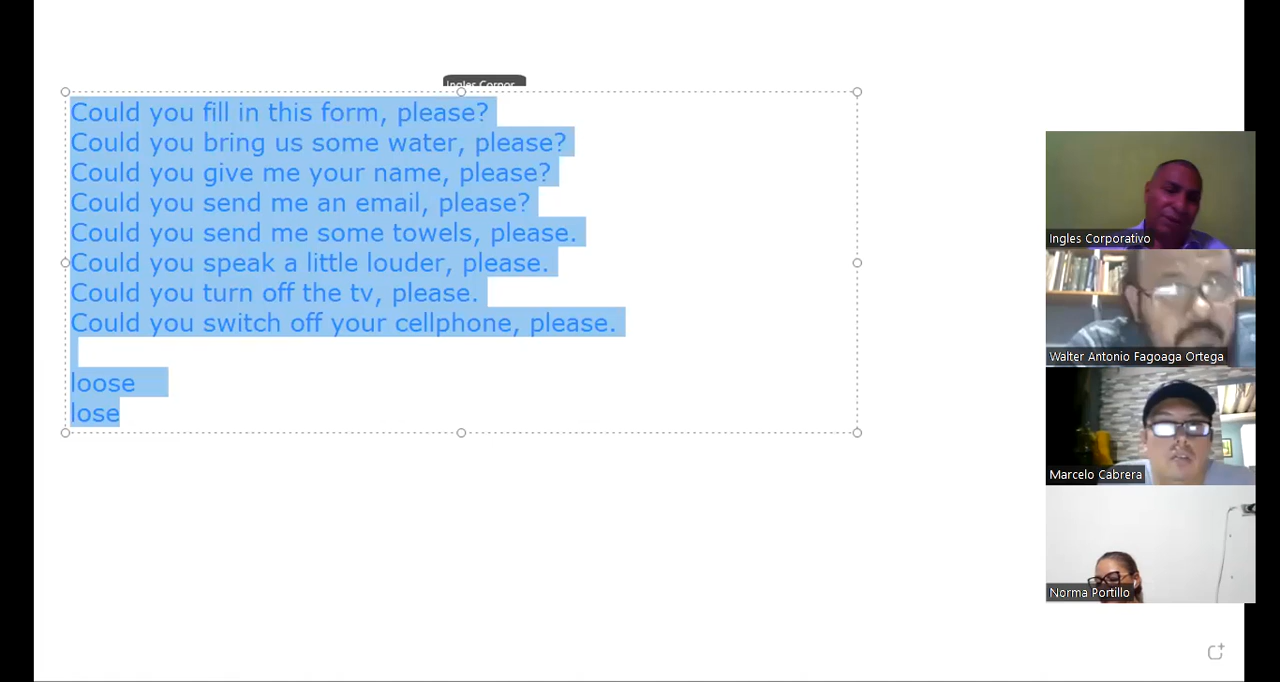 Ingles Corpor...
Could you fill in this form, please?
Could you bring us some water, please?
Could you give me your name, please?
Could you send me an email, please?
Could you send me some towels, please.
Could you speak a little louder, please.
Could you turn off the tv, please.
Could you switch off your cellphone, please.
loose
lose
Ingles Corporativo
Walter Antonio Fagoaga Ortega
Marcelo Cabrera
Norma Portillo